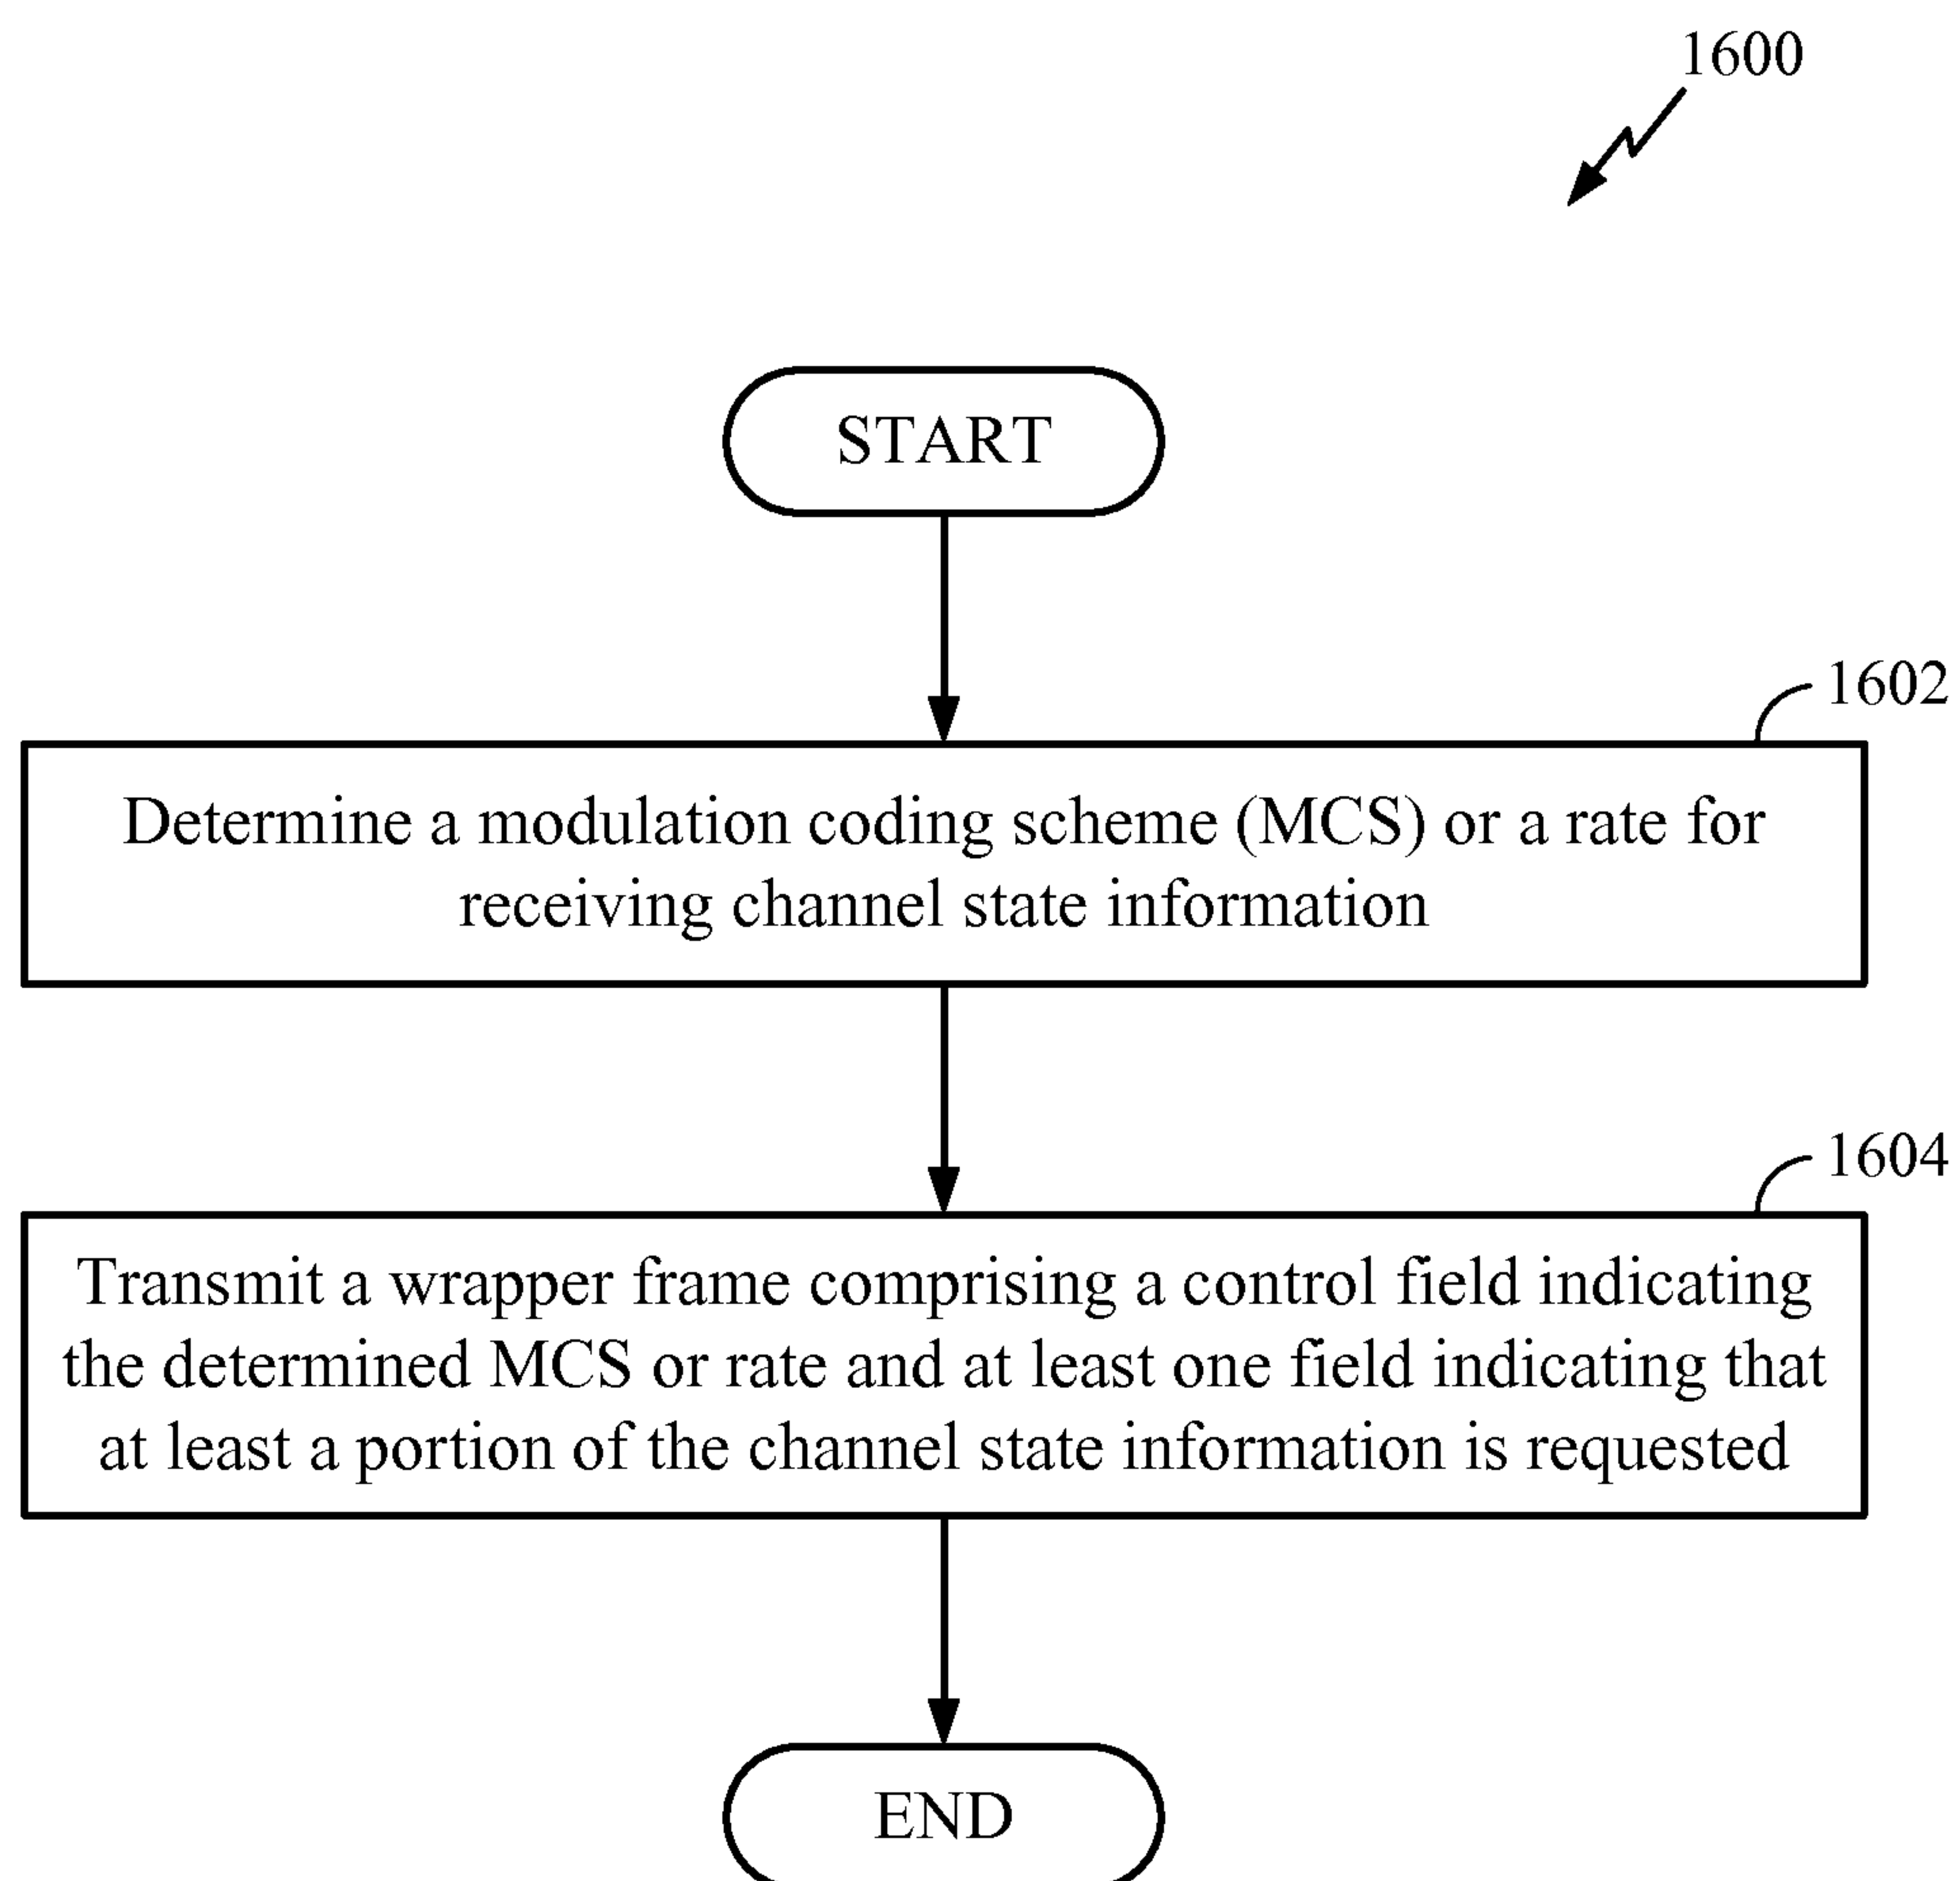 1600
START
1602
Determine a modulation coding scheme (MCS) or a rate for
receiving channel state information
1604
Transmit a wrapper frame comprising a control field indicating
the determined MCS or rate and at least one field indicating that
at least a portion of the channel state information is requested
END